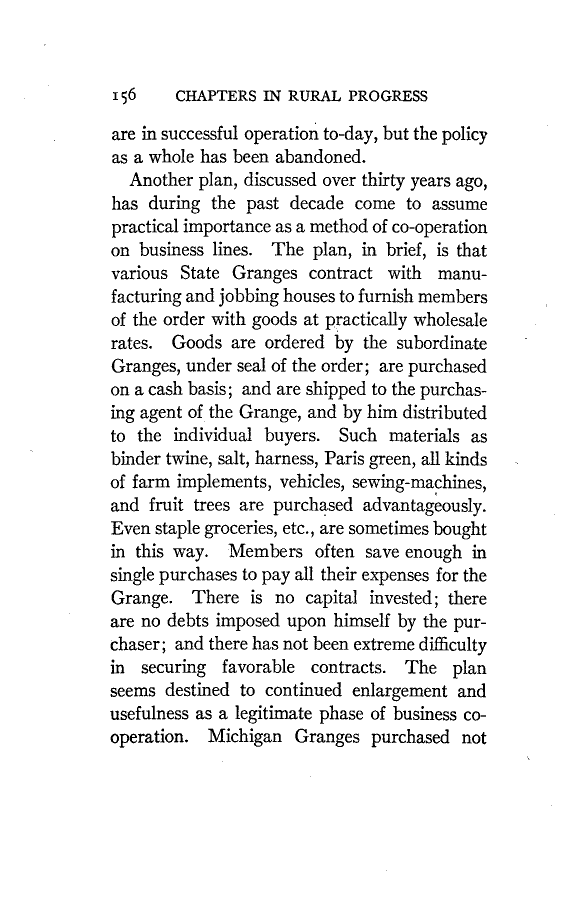 156 CHAPTERS IN RURAL PROGRESS
are in successful operation to-day, but the policy
as a whole has been abandoned.
Another plan, discussed over thirty years ago,
has during the past decade come to assume
practical importance as a method of co-operation
on business lines. The plan, in brief, is that
various State Granges contract with manu-
facturing and jobbing houses to furnish members
of the order with goods at practically wholesale
rates. Goods are ordered by the subordinate
Granges, under seal of the order; are purchased
on a cash basis; and are shipped to the purchas-
ing agent of the Grange, and by him distributed
to the individual buyers. Such materials as
binder twine, salt, harness, Paris green, all kinds
of farm implements, vehicles, sewing-machines,
and fruit trees are purchased advantageously.
Even staple groceries, etc., are sometimes bought
in this way. Members often save enough in
single purchases to pay all their expenses for the
Grange. There is no capital invested; there
are no debts imposed upon himself by the pur-
chaser; and there has not been extreme difficulty
in securing favorable contracts. The plan
seems destined to continued enlargement and
usefulness as a legitimate phase of business co-
operation. Michigan Granges purchased not